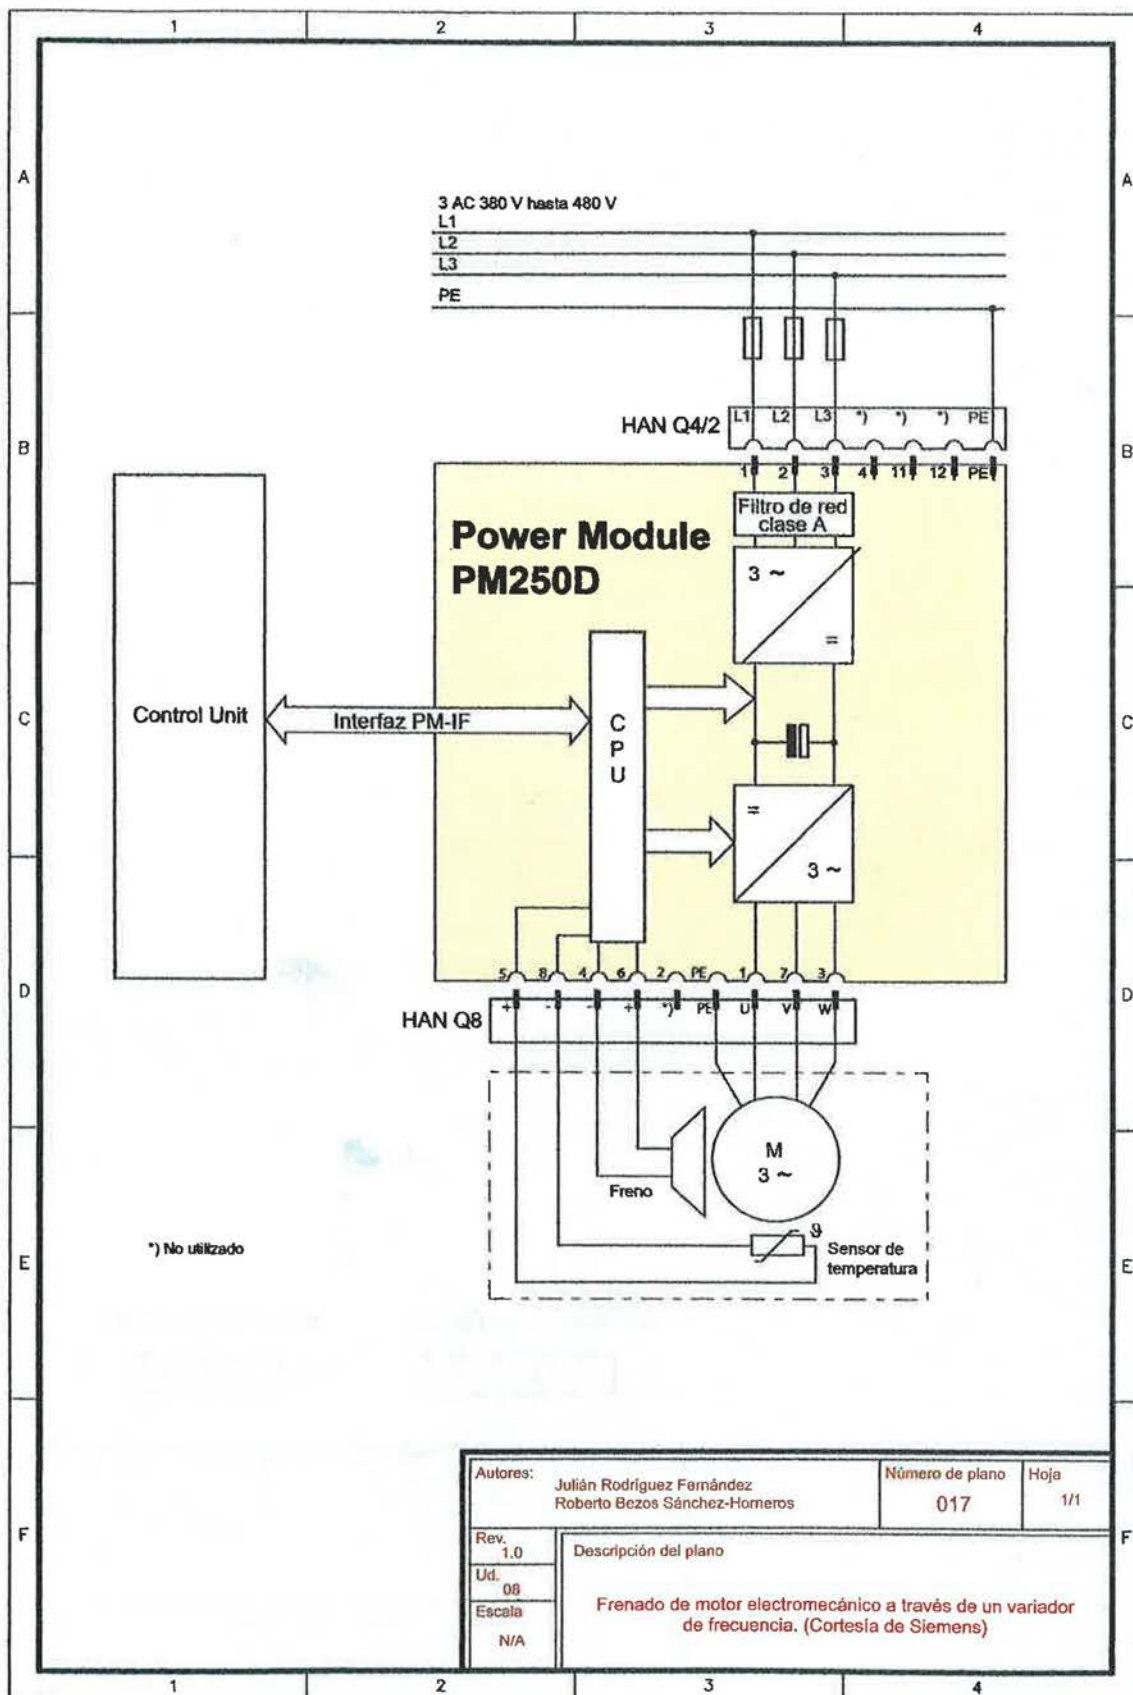 1 2 3 4
A A
3 AC 380 V hasta 480 V
L1
L2
L3
PE
HAN Q4/2
L1 L2 L3 *) *) *) PE
B B
1 2 3 4 11 12 PE
Filtro de red
clase A
Power Module
PM250D
3 ~
=
C C
Control Unit
Interfaz PM-IF
C
P
U
=
3 ~
D D
5 8 4 6 2 PE 1 7 3
HAN Q8
+ - - + *) PE U V W
M
3 ~
Freno
ϑ
Sensor de
temperatura
*) No utilizado
E E
Autores:
Julián Rodríguez Fernández
Roberto Bezos Sánchez-Horneros
Número de plano
017
Hoja
1/1
F F
Rev.
1.0
Ud.
08
Escala
N/A
Descripción del plano
Frenado de motor electromecánico a través de un variador
de frecuencia. (Cortesía de Siemens)
1 2 3 4